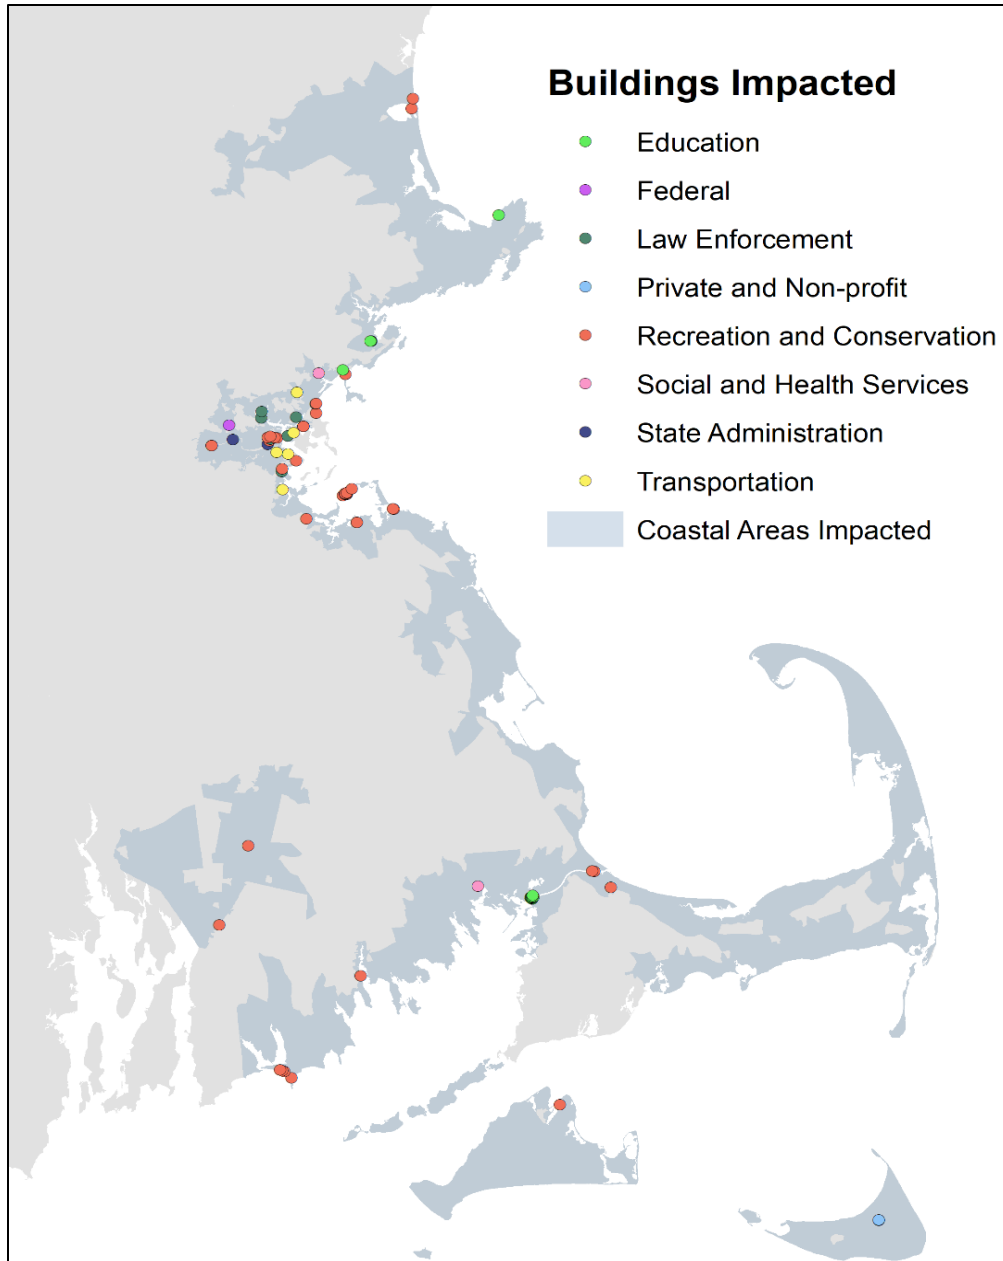 Buildings Impacted
Education
Federal
Law Enforcement
Private and Non-profit
Recreation and Conservation
Social and Health Services
State Administration
Transportation
Coastal Areas Impacted